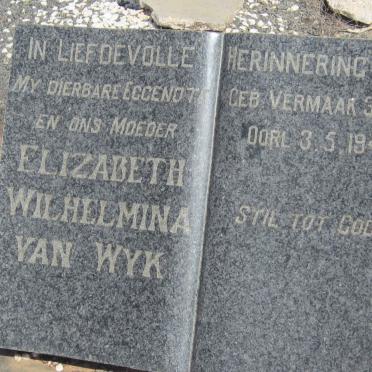 IN LIEFDEVOLLE
MY DIERBARE EGGENOTE
EN ONS MOEDER
ELIZABETH
WILHELMINA
VAN WYK
HERINNERING
GEB VERMAAK
OORL 3.5.19
STIL TOT GOD